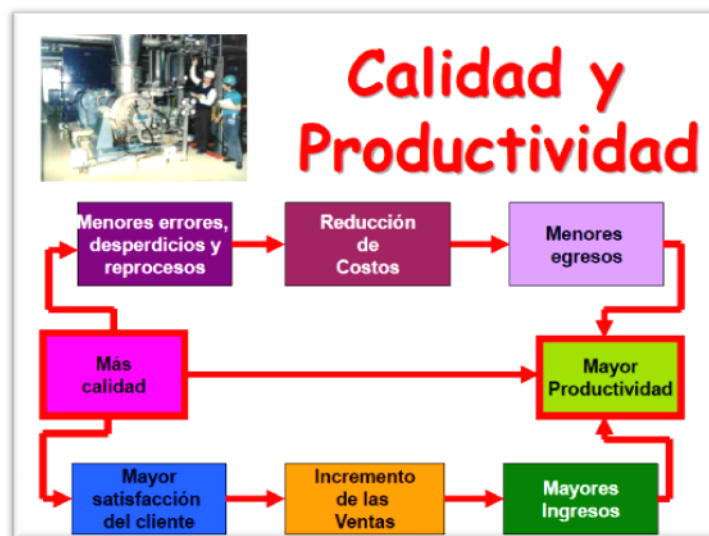 Calidad y
Productividad
Menores errores,
desperdicios y
reprocesos
Reducción
de
Costos
Menores
egresos
Más
calidad
Mayor
Productividad
Mayor
satisfacción
del cliente
Incremento
de las
Ventas
Mayores
Ingresos